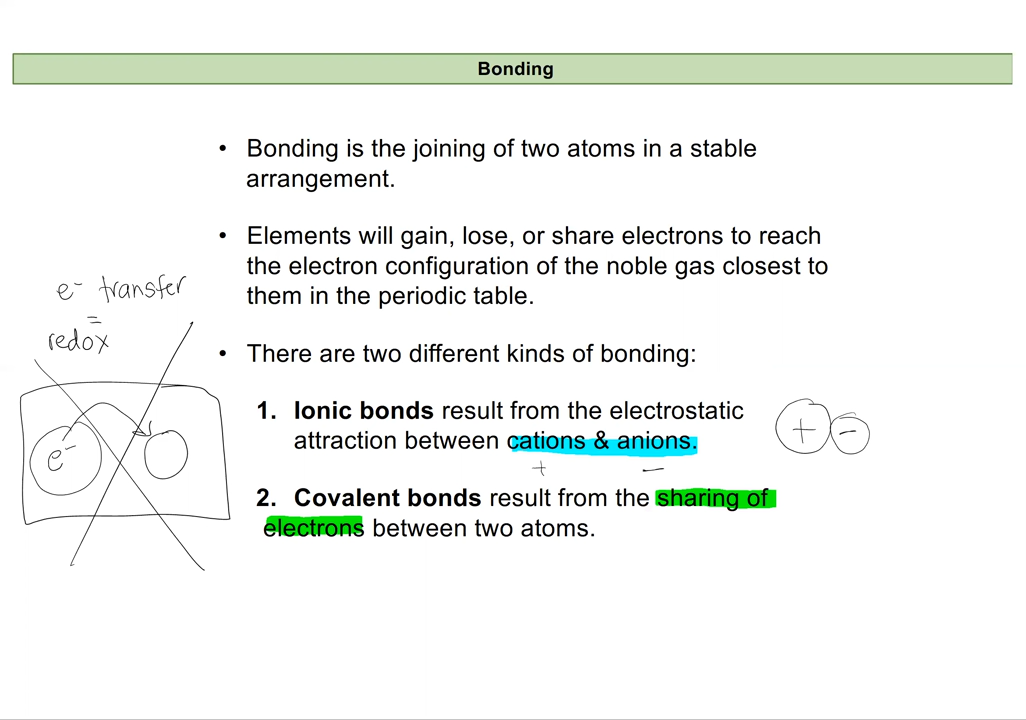 Bonding
• Bonding is the joining of two atoms in a stable
arrangement.
• Elements will gain, lose, or share electrons to reach
the electron configuration of the noble gas closest to
them in the periodic table.
e⁻ transfer
=
redox
• There are two different kinds of bonding:
1. Ionic bonds result from the electrostatic
attraction between cations & anions.
+ −
+ −
e⁻
2. Covalent bonds result from the sharing of
electrons between two atoms.